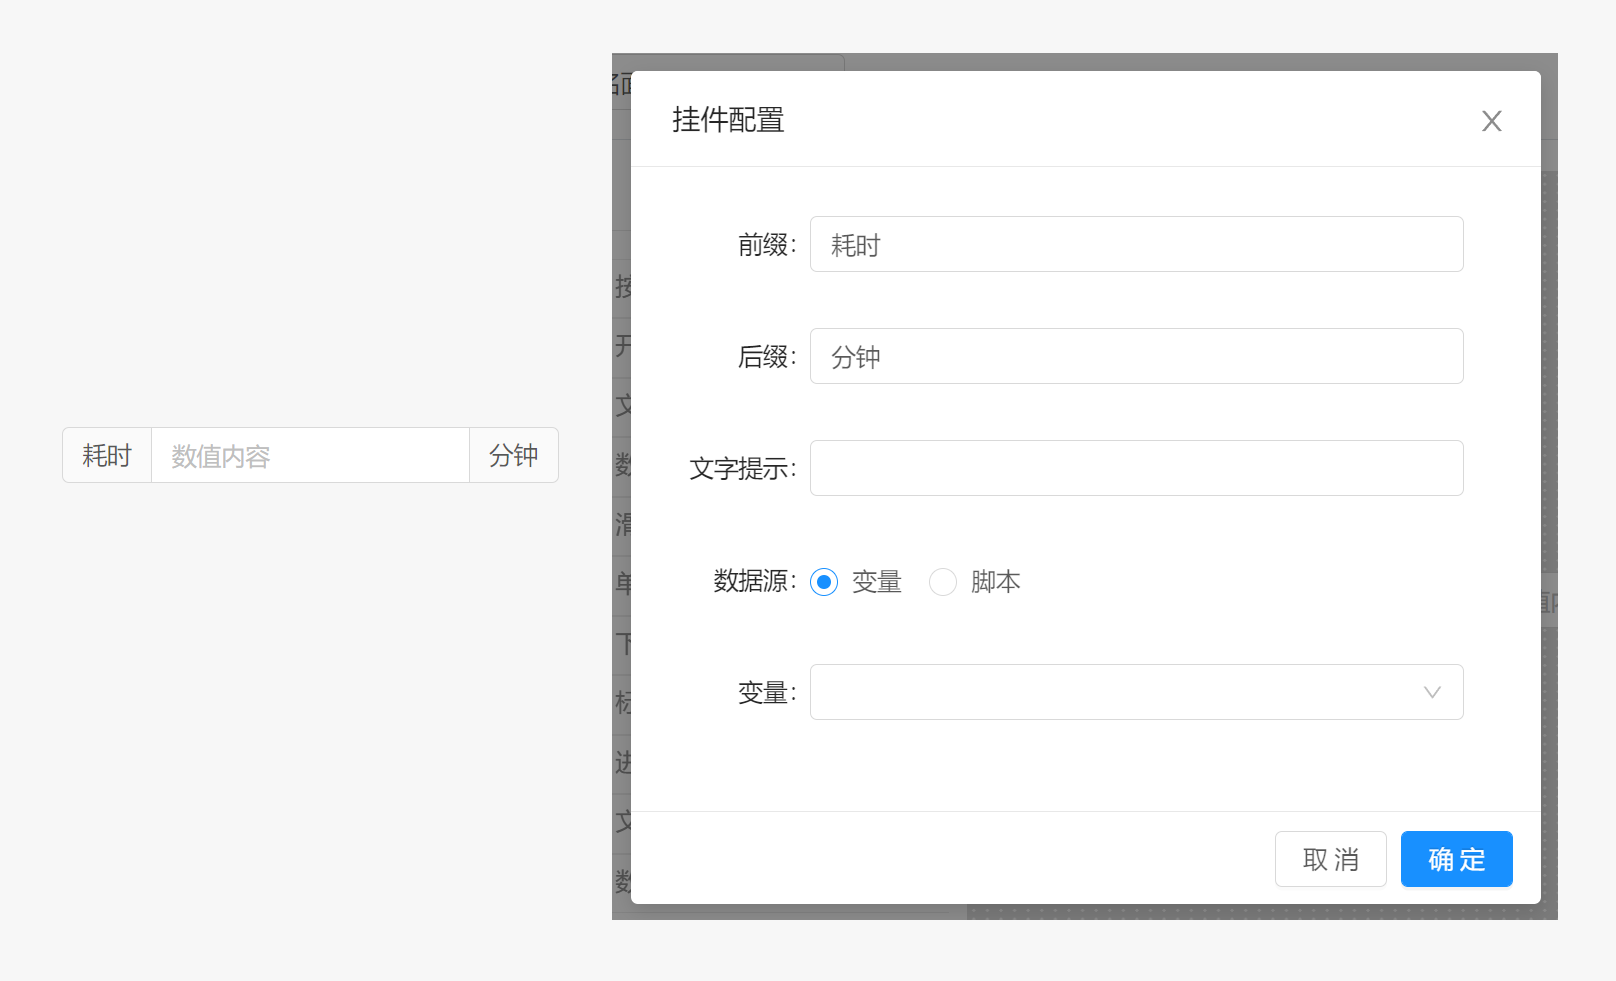 耗时 数值内容 分钟
挂件配置
前缀: 耗时
后缀: 分钟
文字提示:
数据源: 变量 脚本
变量:
取 消 确 定